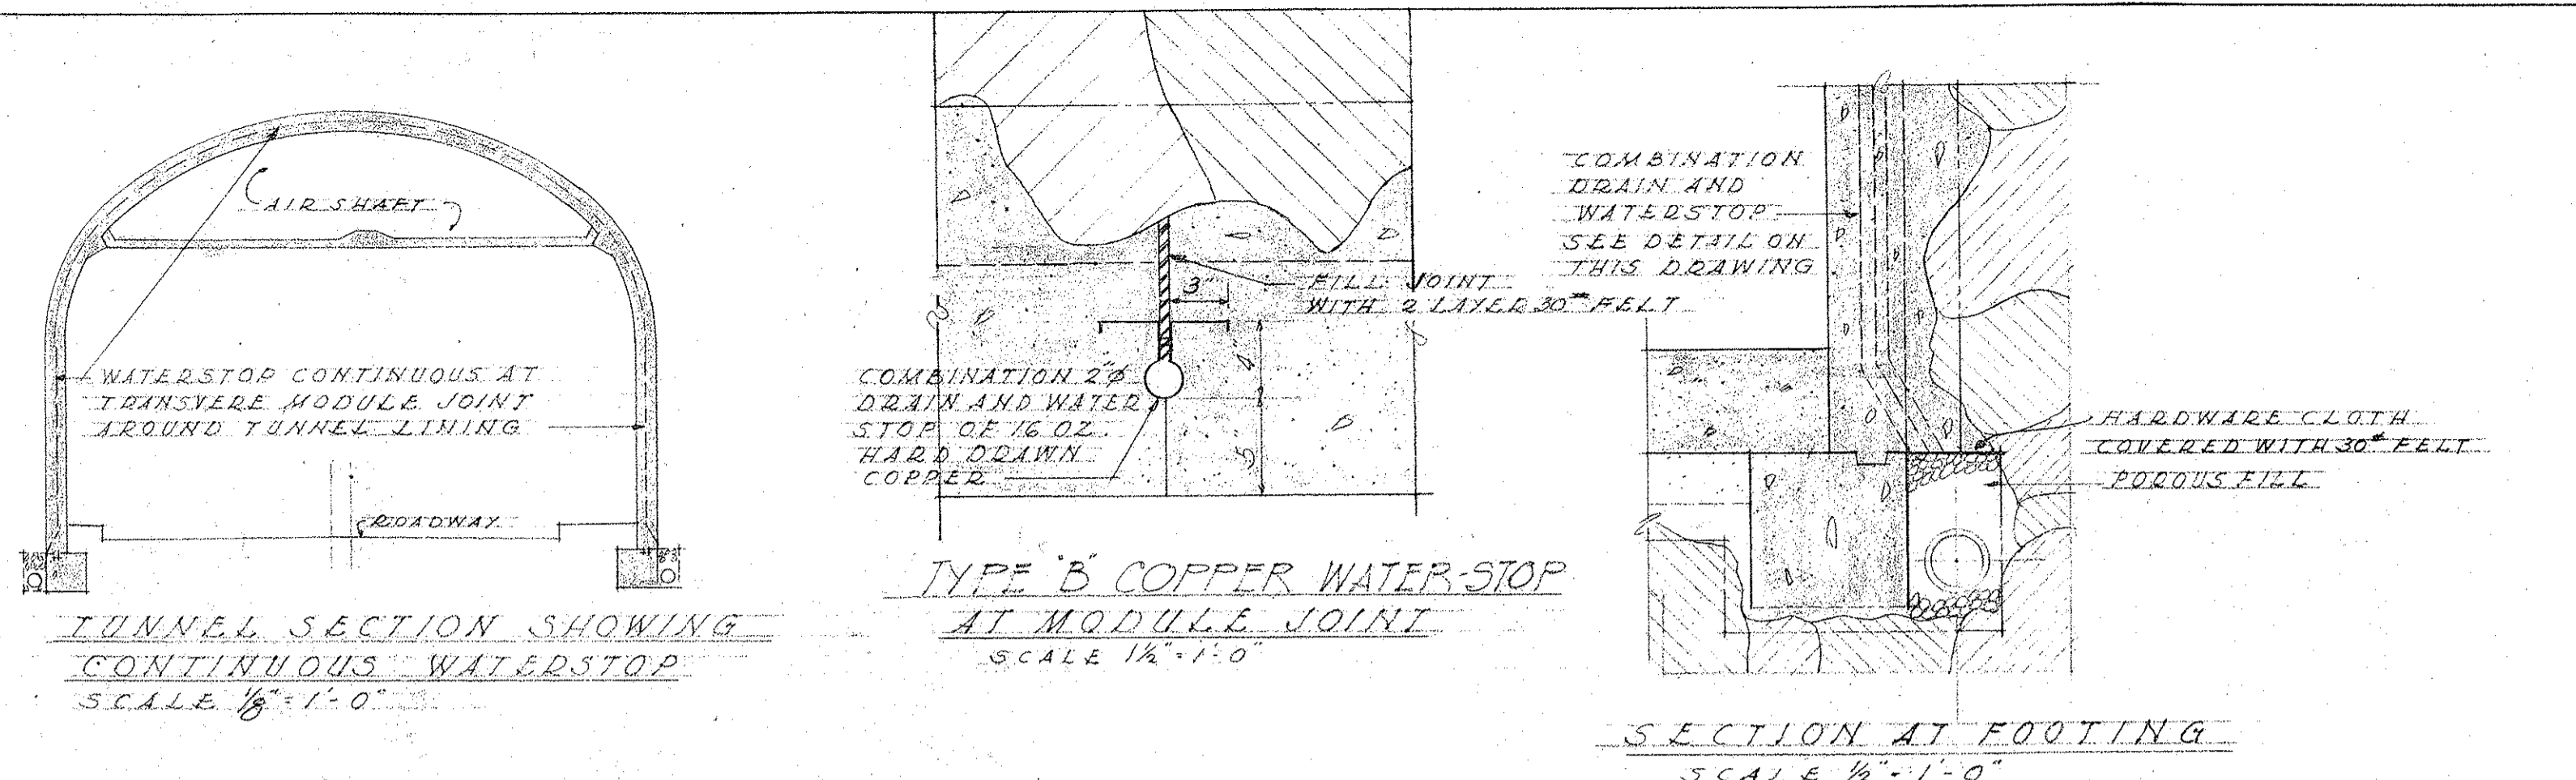 AIR SHAFT
WATERSTOP CONTINUOUS AT
TRANSVERE MODULE JOINT
AROUND TUNNEL LINING
ROADWAY
TUNNEL SECTION SHOWING
CONTINUOUS WATERSTOP
SCALE 1/8" = 1'-0"
3"
FILL JOINT
WITH 2 LAYER 30# FELT
4"
5"
COMBINATION 2"φ
DRAIN AND WATER
STOP OF 16 OZ.
HARD DRAWN
COPPER
TYPE "B" COPPER WATER-STOP
AT MODULE JOINT
SCALE 1½" = 1'-0"
COMBINATION
DRAIN AND
WATERSTOP
SEE DETAIL ON
THIS DRAWING
HARDWARE CLOTH
COVERED WITH 30# FELT
POROUS FILL
SECTION AT FOOTING
SCALE ½" = 1'-0"